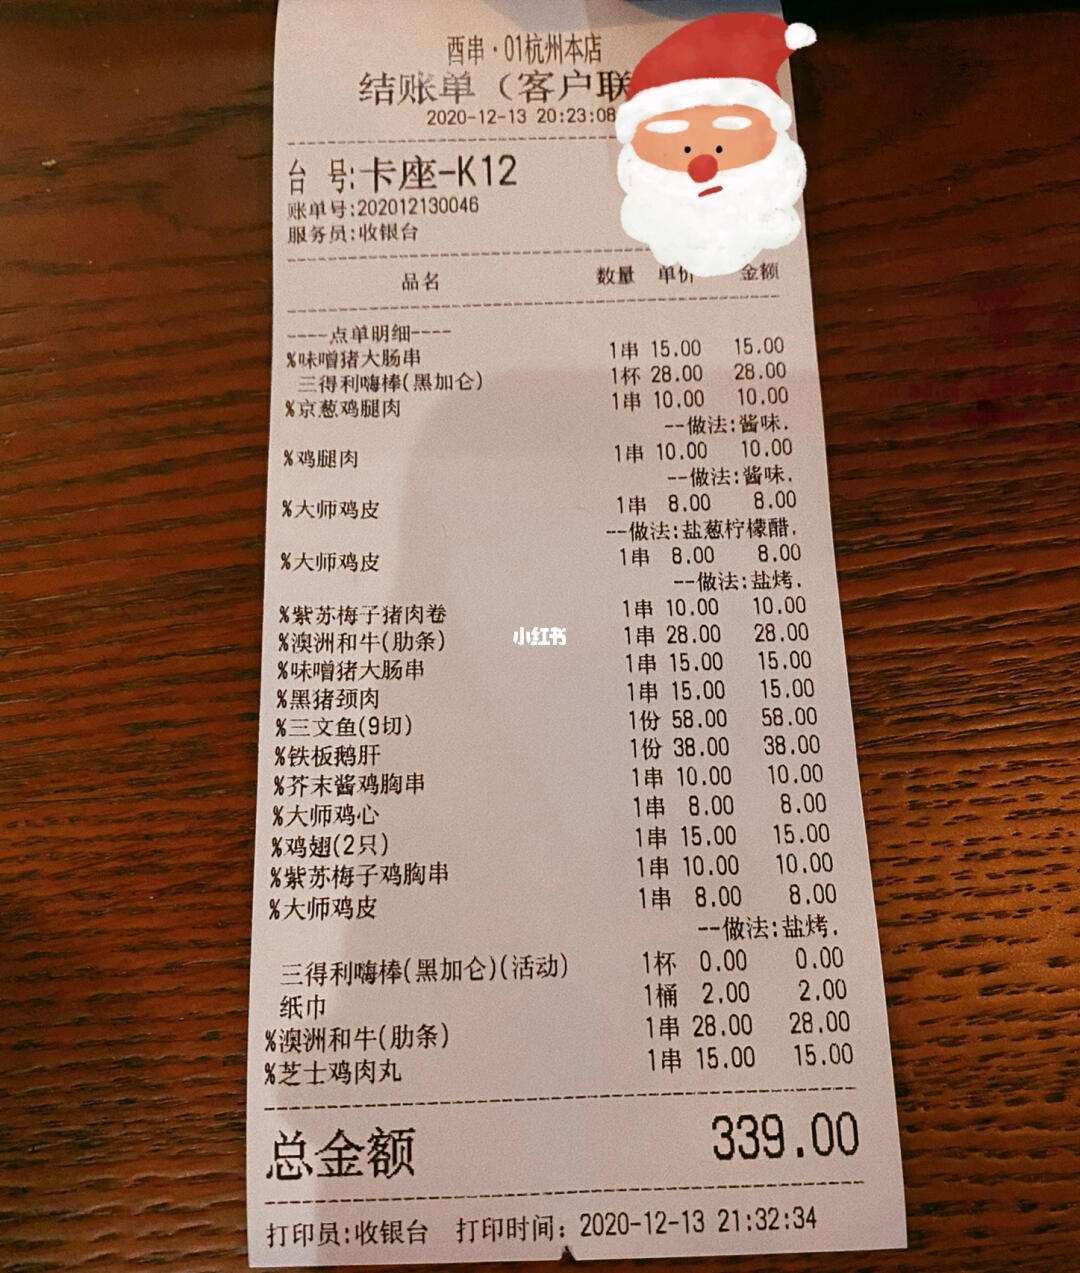 酉串·01杭州本店
结账单（客户联
2020-12-13 20:23:08
台 号:卡座-K12
账单号:202012130046
服务员:收银台
品名 数量 单价 金额
----点单明细----
%味噌猪大肠串 1串 15.00 15.00
三得利嗨棒(黑加仑) 1杯 28.00 28.00
%京葱鸡腿肉 1串 10.00 10.00
--做法:酱味.
%鸡腿肉 1串 10.00 10.00
--做法:酱味.
%大师鸡皮 1串 8.00 8.00
--做法:盐葱柠檬醋.
%大师鸡皮 1串 8.00 8.00
--做法:盐烤.
%紫苏梅子猪肉卷 1串 10.00 10.00
%澳洲和牛(肋条) 1串 28.00 28.00
%味噌猪大肠串 1串 15.00 15.00
%黑猪颈肉 1串 15.00 15.00
%三文鱼(9切) 1份 58.00 58.00
%铁板鹅肝 1份 38.00 38.00
%芥末酱鸡胸串 1串 10.00 10.00
%大师鸡心 1串 8.00 8.00
%鸡翅(2只) 1串 15.00 15.00
%紫苏梅子鸡胸串 1串 10.00 10.00
%大师鸡皮 1串 8.00 8.00
--做法:盐烤.
三得利嗨棒(黑加仑)(活动) 1杯 0.00 0.00
纸巾 1桶 2.00 2.00
%澳洲和牛(肋条) 1串 28.00 28.00
%芝士鸡肉丸 1串 15.00 15.00
总金额 339.00
打印员:收银台 打印时间: 2020-12-13 21:32:34
小红书